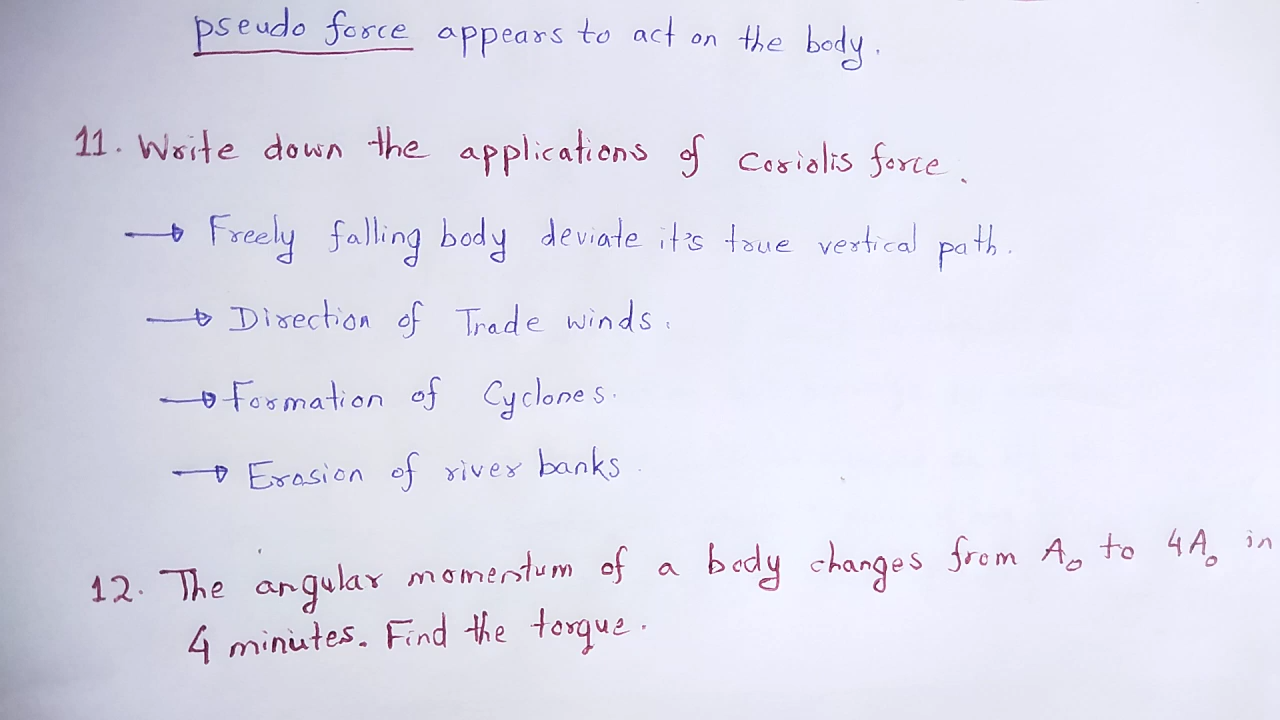 pseudo force appears to act on the body.
11. Write down the applications of Coriolis force.
→ Freely falling body deviate it's true vertical path.
→ Direction of Trade winds.
→ Formation of Cyclones.
→ Erosion of river banks.
12. The angular momentum of a body changes from A₀ to 4A₀ in
4 minutes. Find the torque.